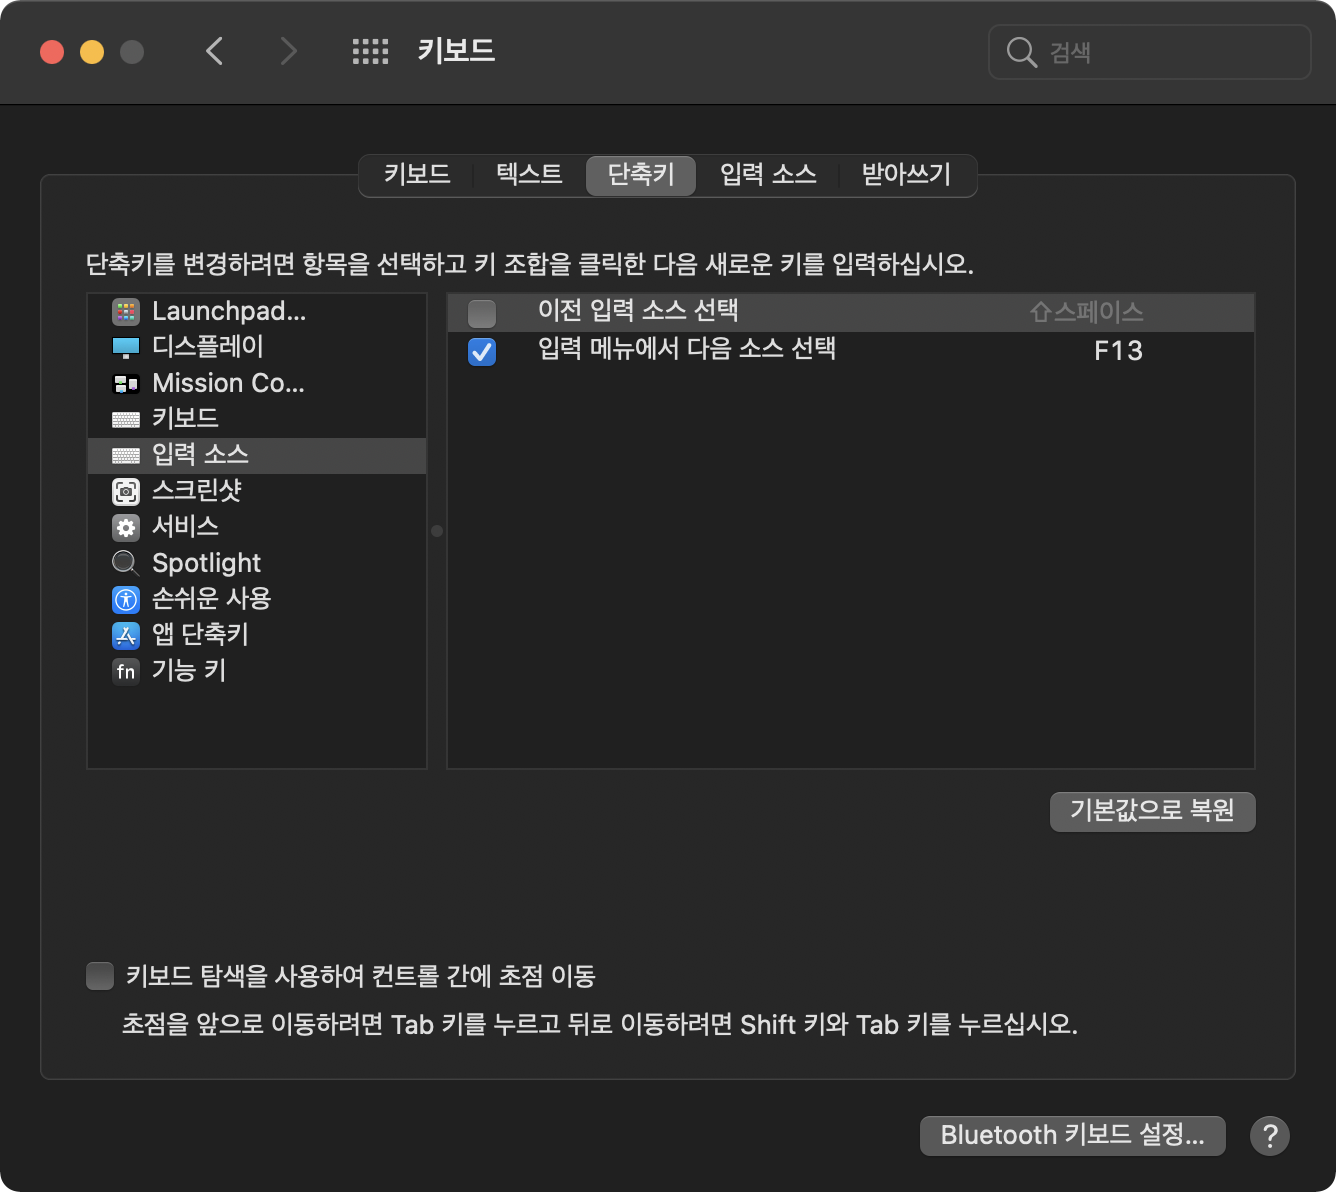 키보드
검색
키보드 텍스트 단축키 입력 소스 받아쓰기
단축키를 변경하려면 항목을 선택하고 키 조합을 클릭한 다음 새로운 키를 입력하십시오.
Launchpad...
디스플레이
Mission Co...
키보드
입력 소스
스크린샷
서비스
Spotlight
손쉬운 사용
앱 단축키
fn 기능 키
이전 입력 소스 선택 ⇧스페이스
입력 메뉴에서 다음 소스 선택 F13
기본값으로 복원
키보드 탐색을 사용하여 컨트롤 간에 초점 이동
초점을 앞으로 이동하려면 Tab 키를 누르고 뒤로 이동하려면 Shift 키와 Tab 키를 누르십시오.
Bluetooth 키보드 설정... ?